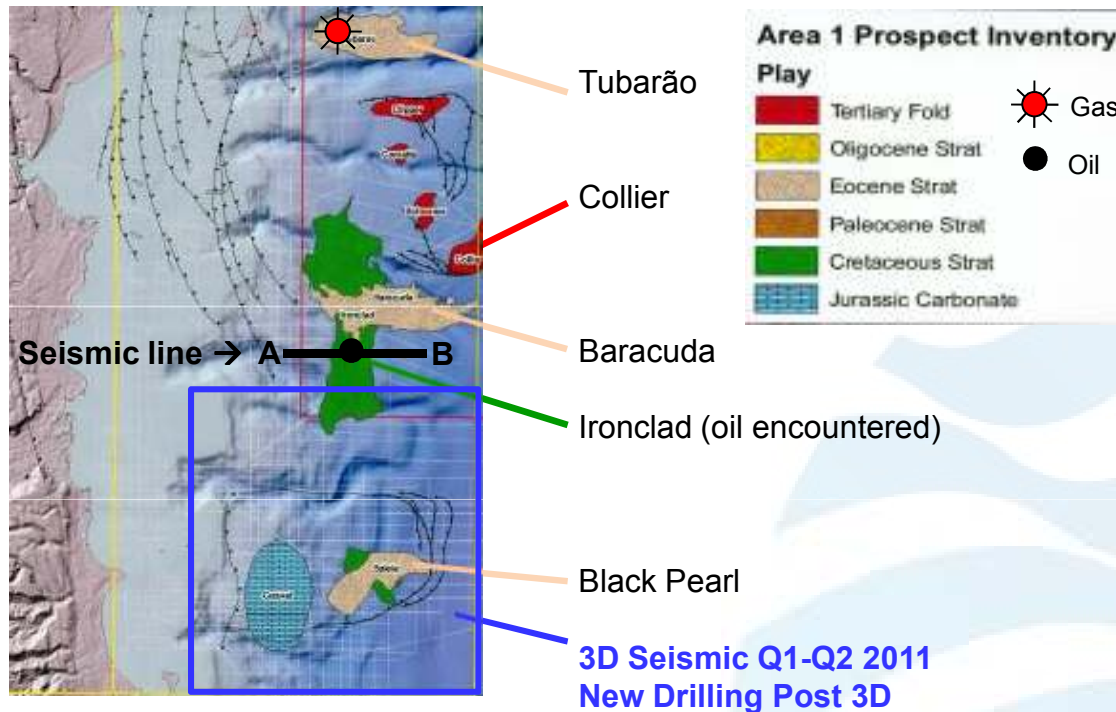 Tubarão
Collier
Baracuda
Seismic line → A B
Ironclad (oil encountered)
Black Pearl
3D Seismic Q1-Q2 2011
New Drilling Post 3D
Baracuda
Ironclad
Area 1 Prospect Inventory
Play
Tertiary Fold
Oligocene Strat
Eocene Strat
Paleocene Strat
Cretaceous Strat
Jurassic Carbonate
Gas
Oil